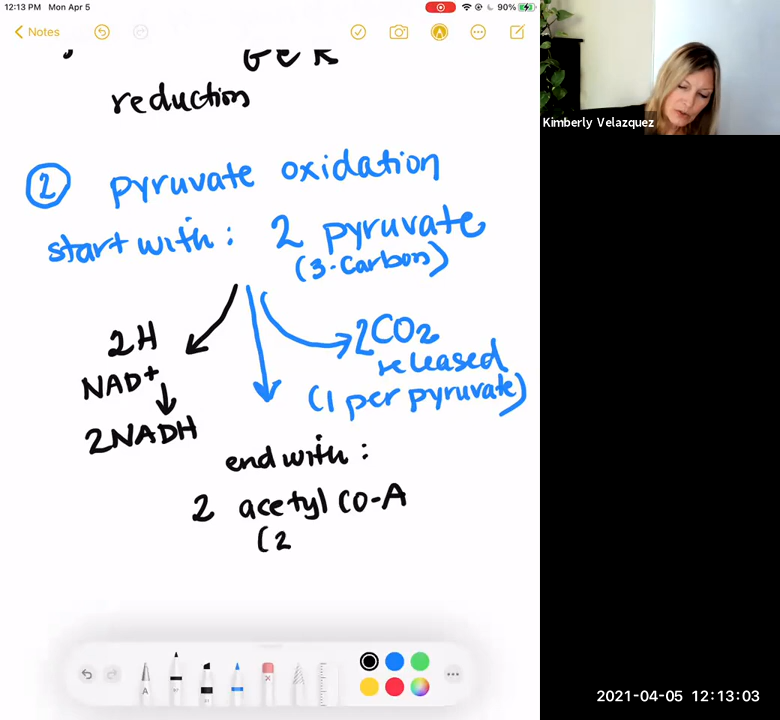 12:13 PM Mon Apr 5
90%
Notes
GER
reduction
2 pyruvate oxidation
start with: 2 pyruvate
(3-Carbon)
2H
NAD+
2NADH
2CO2
released
(1 per pyruvate)
end with:
2 acetyl CO-A
(2
A
Kimberly Velazquez
2021-04-05 12:13:03